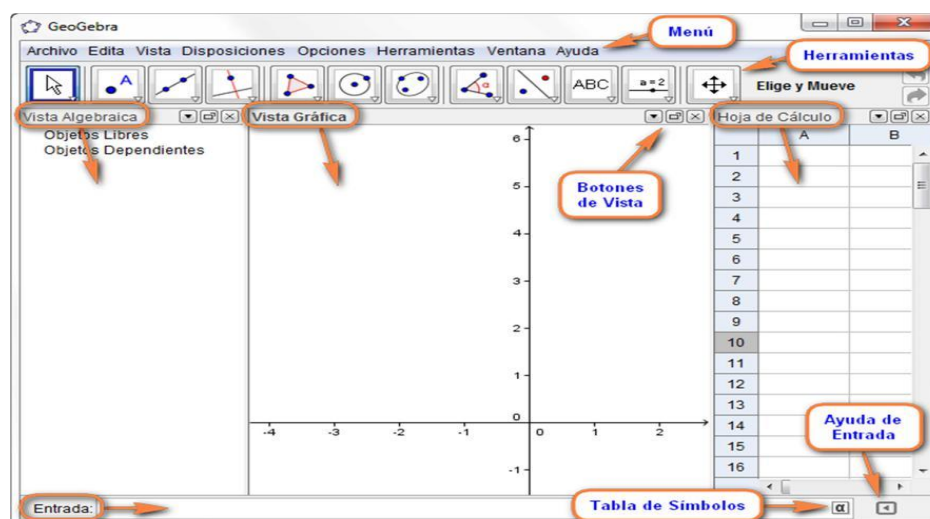 GeoGebra
Menú
Archivo Edita Vista Disposiciones Opciones Herramientas Ventana Ayuda
Herramientas
A
α
ABC
a=2
Elige y Mueve
Vista Algebraica
Vista Gráfica
Hoja de Cálculo
Objetos Libres
Objetos Dependientes
Botones
de Vista
A B
1
2
3
4
5
6
7
8
9
10
11
12
13
14
15
16
6
5
4
3
2
1
0
-1
-4 -3 -2 -1 0 1 2
Ayuda de
Entrada
Entrada:
Tabla de Símbolos
α